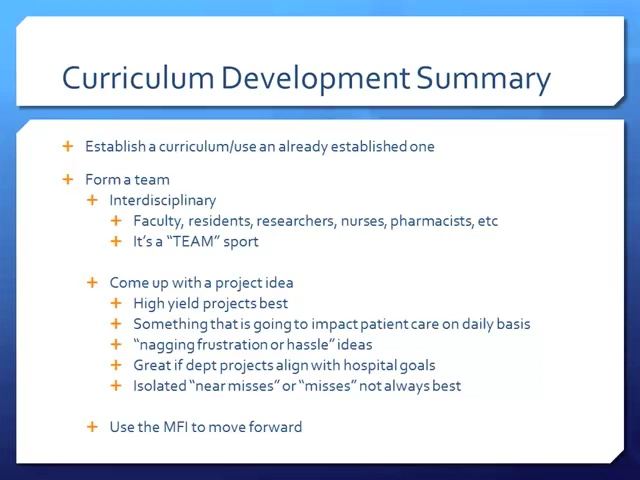 Curriculum Development Summary
Establish a curriculum/use an already established one
Form a team
Interdisciplinary
Faculty, residents, researchers, nurses, pharmacists, etc
It's a "TEAM" sport
Come up with a project idea
High yield projects best
Something that is going to impact patient care on daily basis
"nagging frustration or hassle" ideas
Great if dept projects align with hospital goals
Isolated "near misses" or "misses" not always best
Use the MFI to move forward